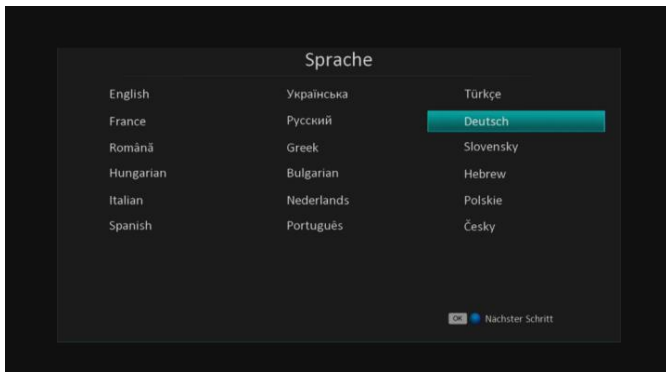 Sprache
English Українська Türkçe
France Русский Deutsch
Română Greek Slovensky
Hungarian Bulgarian Hebrew
Italian Nederlands Polskie
Spanish Português Česky
OK Nächster Schritt